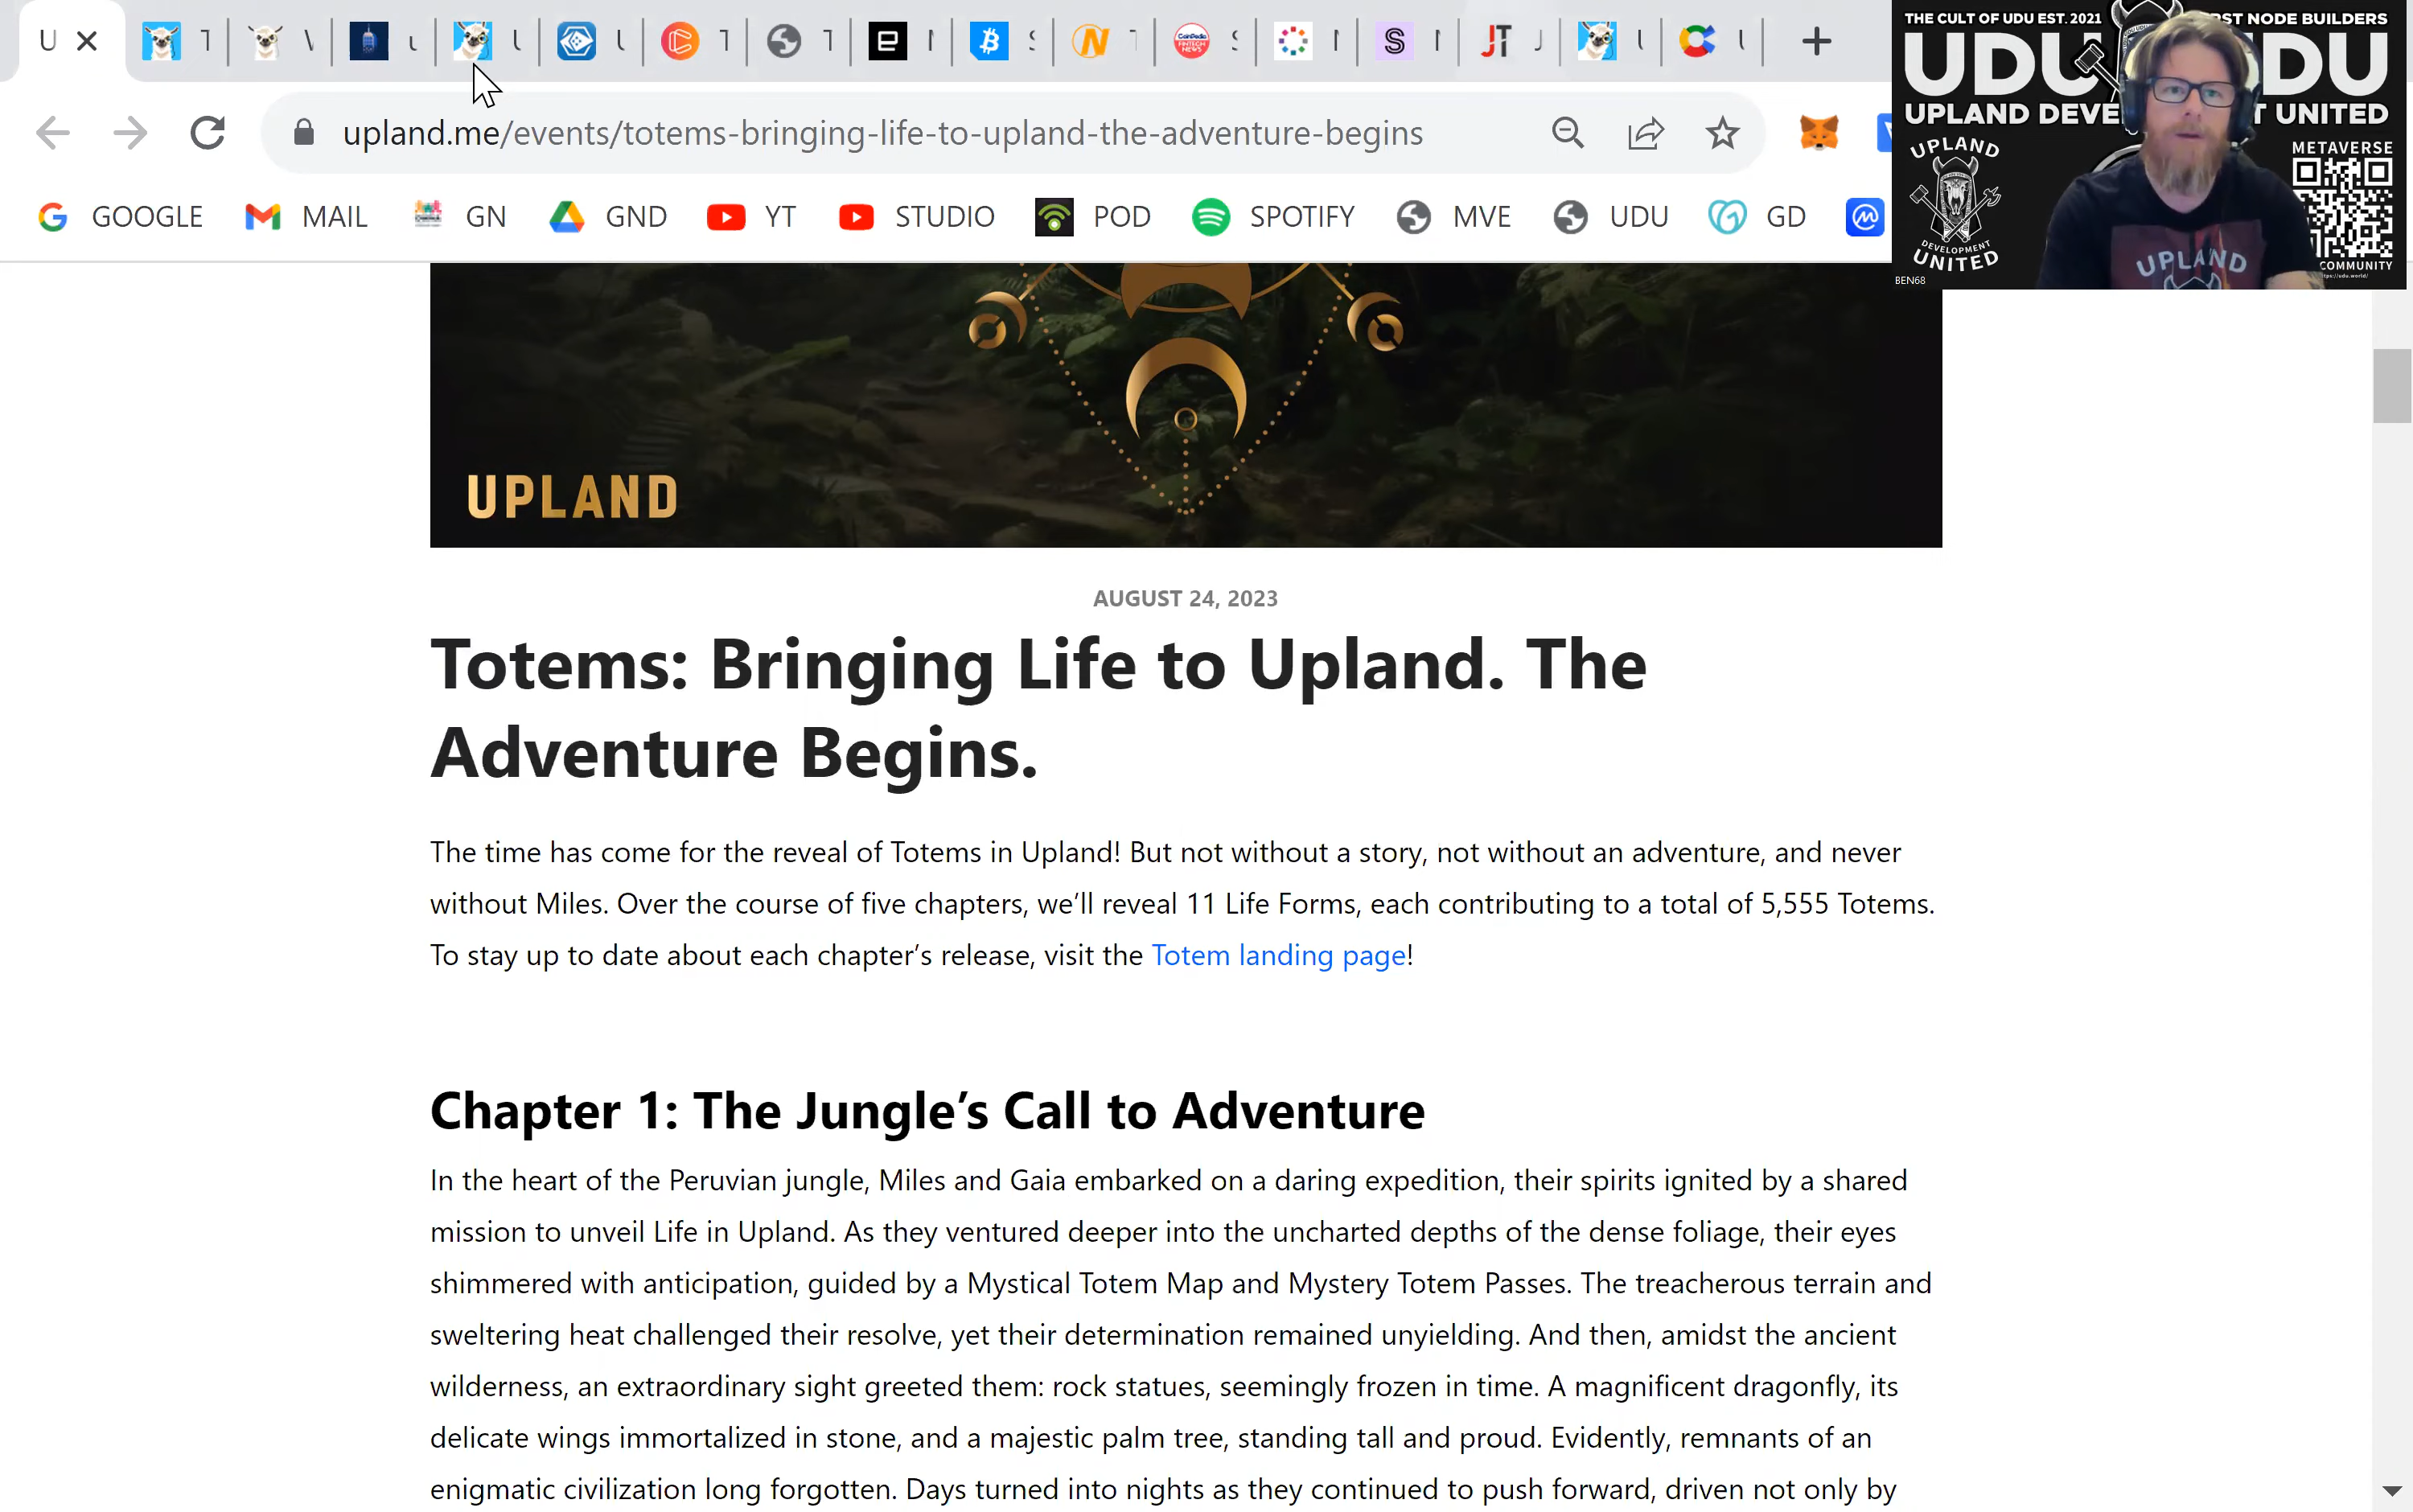 U
upland.me/events/totems-bringing-life-to-upland-the-adventure-begins
GOOGLE MAIL GN GND YT STUDIO POD SPOTIFY MVE UDU GD
THE CULT OF UDU EST. 2021
UDU
UPLAND
DEVELOPMENT
UNITED
METAVERSE
COMMUNITY
UPLAND
BEN68
UPLAND
AUGUST 24, 2023
Totems: Bringing Life to Upland. The
Adventure Begins.
The time has come for the reveal of Totems in Upland! But not without a story, not without an adventure, and never
without Miles. Over the course of five chapters, we’ll reveal 11 Life Forms, each contributing to a total of 5,555 Totems.
To stay up to date about each chapter’s release, visit the Totem landing page!
Chapter 1: The Jungle’s Call to Adventure
In the heart of the Peruvian jungle, Miles and Gaia embarked on a daring expedition, their spirits ignited by a shared
mission to unveil Life in Upland. As they ventured deeper into the uncharted depths of the dense foliage, their eyes
shimmered with anticipation, guided by a Mystical Totem Map and Mystery Totem Passes. The treacherous terrain and
sweltering heat challenged their resolve, yet their determination remained unyielding. And then, amidst the ancient
wilderness, an extraordinary sight greeted them: rock statues, seemingly frozen in time. A magnificent dragonfly, its
delicate wings immortalized in stone, and a majestic palm tree, standing tall and proud. Evidently, remnants of an
enigmatic civilization long forgotten. Days turned into nights as they continued to push forward, driven not only by